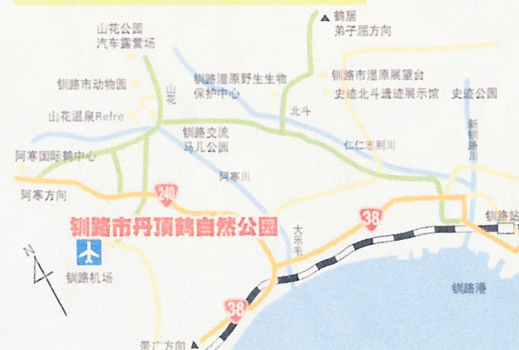 鹤居
弟子屈方向
山花公园
汽车露营场
钏路市动物园
山花
钏路湿原野生生物
保护中心
钏路市湿原展望台
史迹北斗遗迹展示馆·史迹公园
山花温泉Refre
北斗
新钏路川
钏路交流
马儿公园
仁仁志别川
阿寒国际鹤中心
阿寒川
阿寒方向
240
38
钏路市丹顶鹤自然公园
大乐毛
钏路站
N
钏路机场
钏路港
38
带广方向